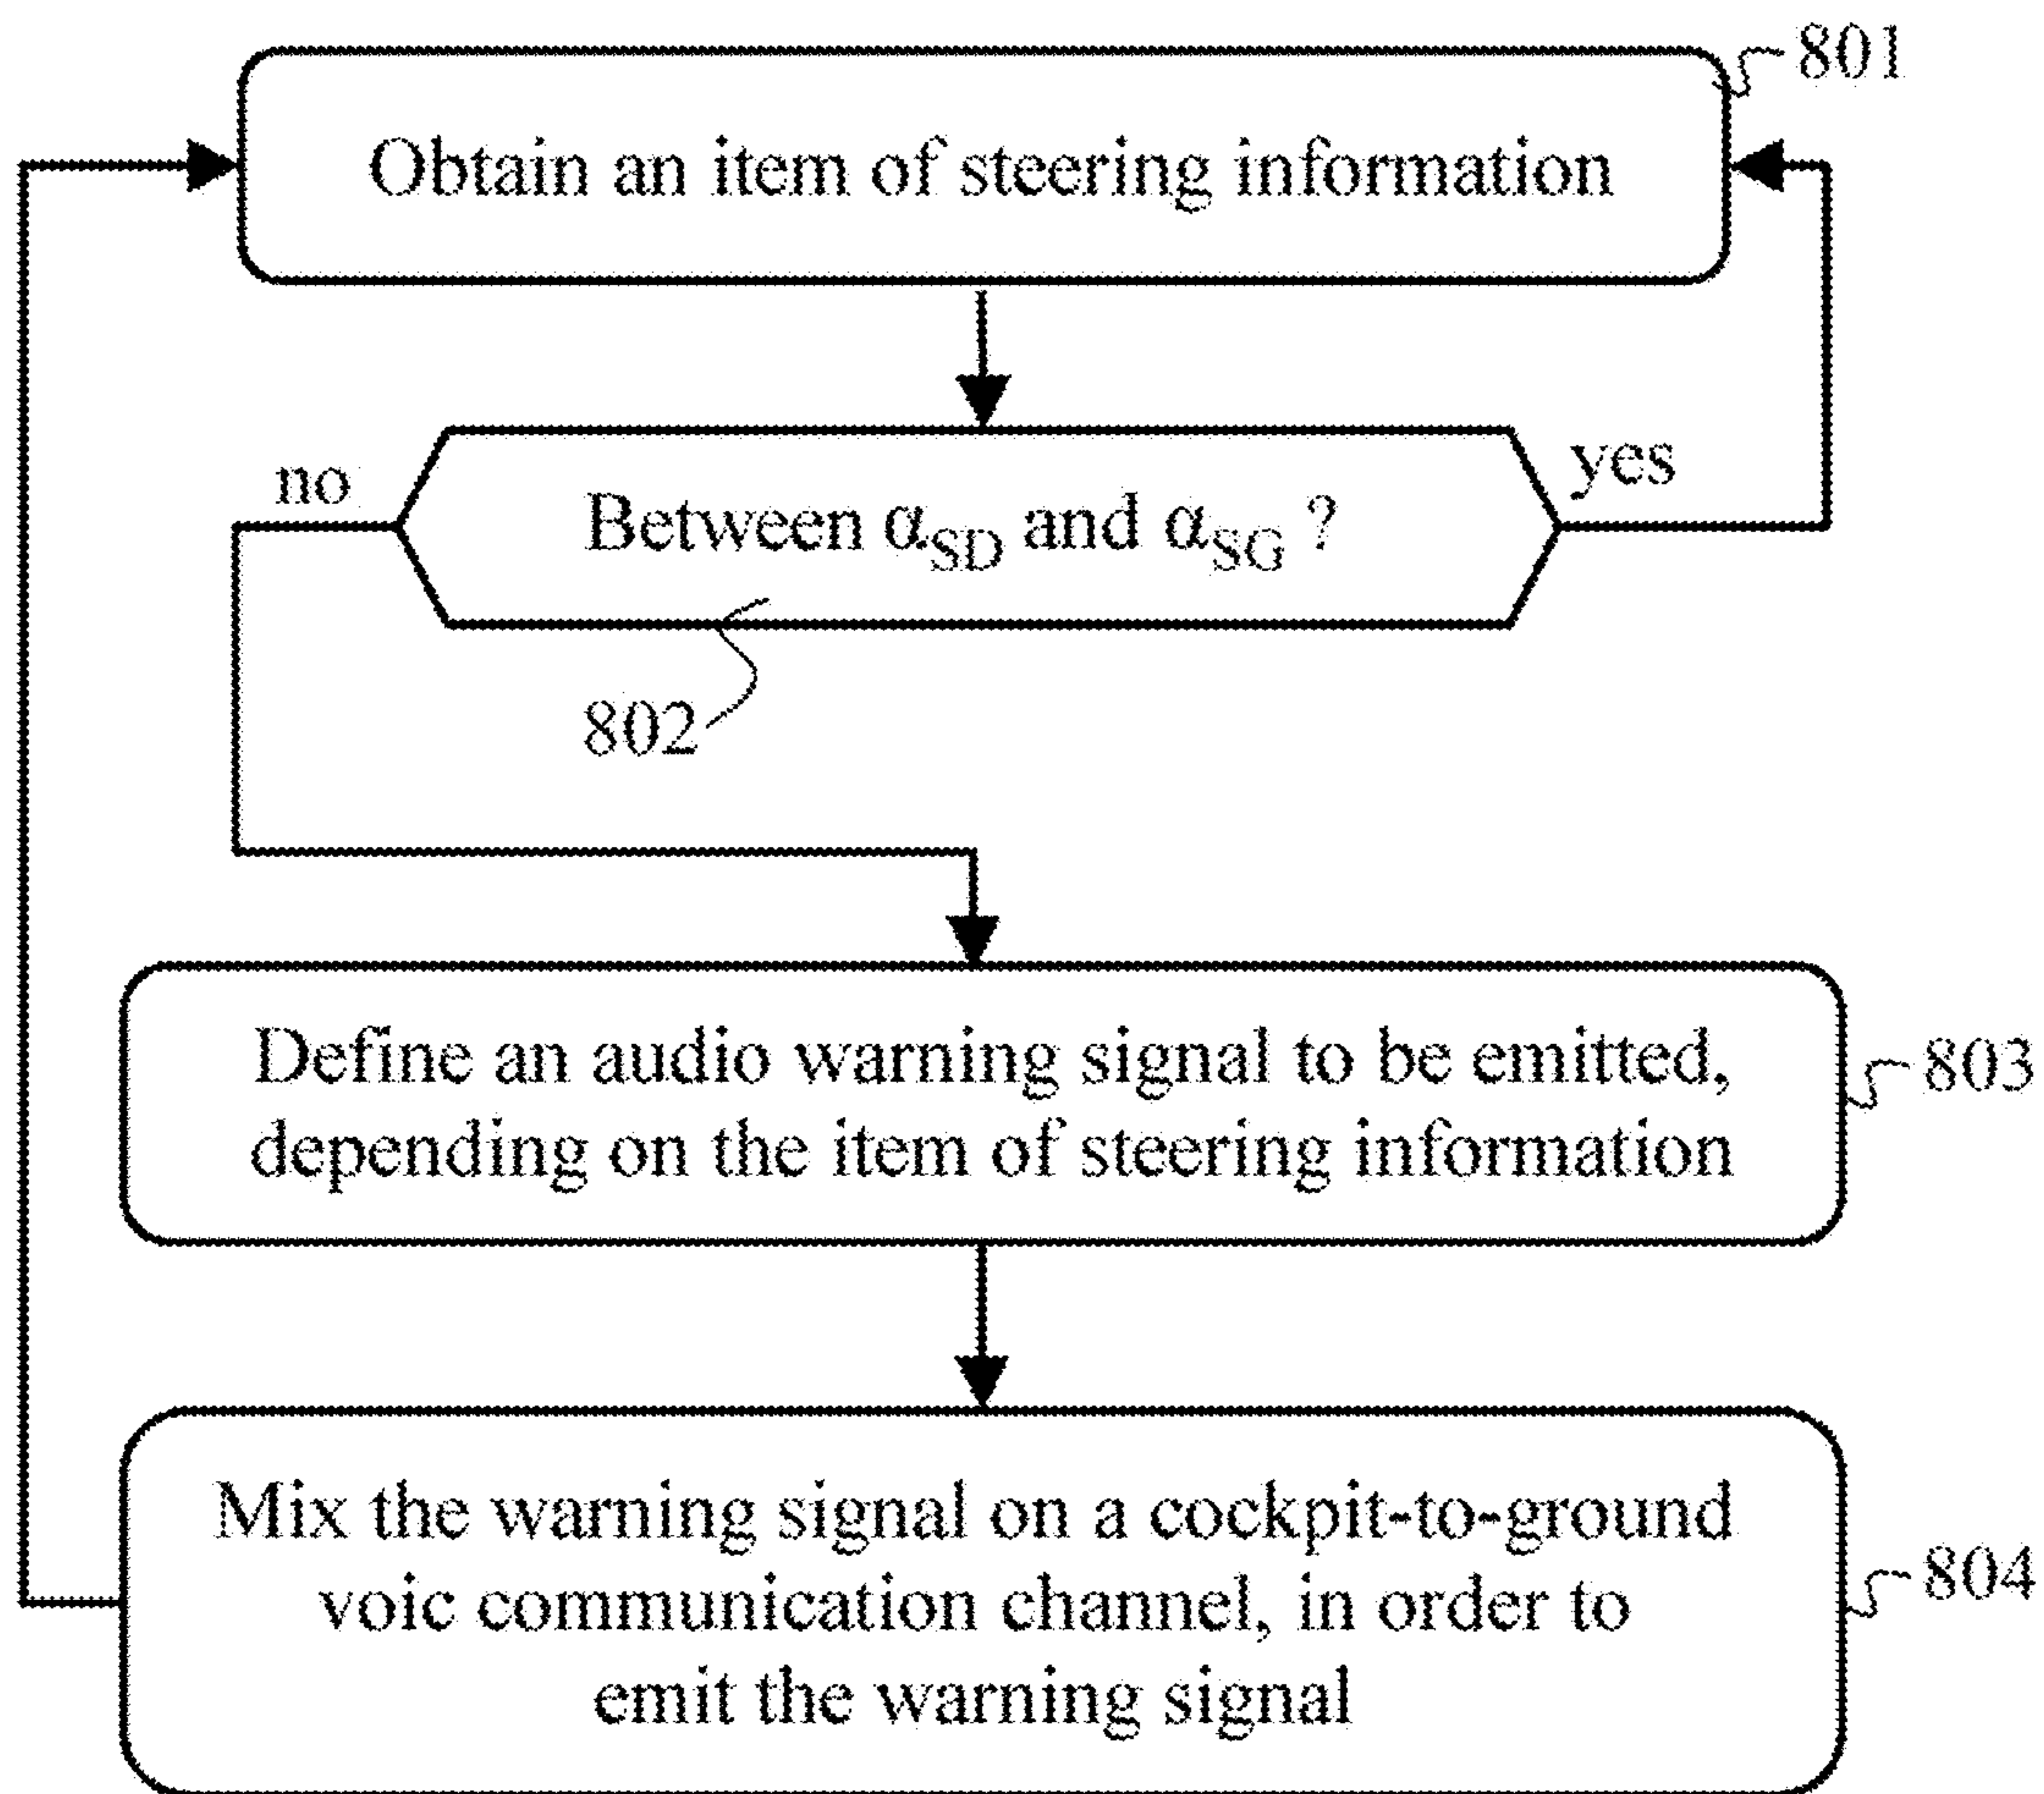 801
Obtain an item of steering information
no
yes
Between α_SD and α_SG ?
802
Define an audio warning signal to be emitted,
depending on the item of steering information
803
Mix the warning signal on a cockpit-to-ground
voic communication channel, in order to
emit the warning signal
804